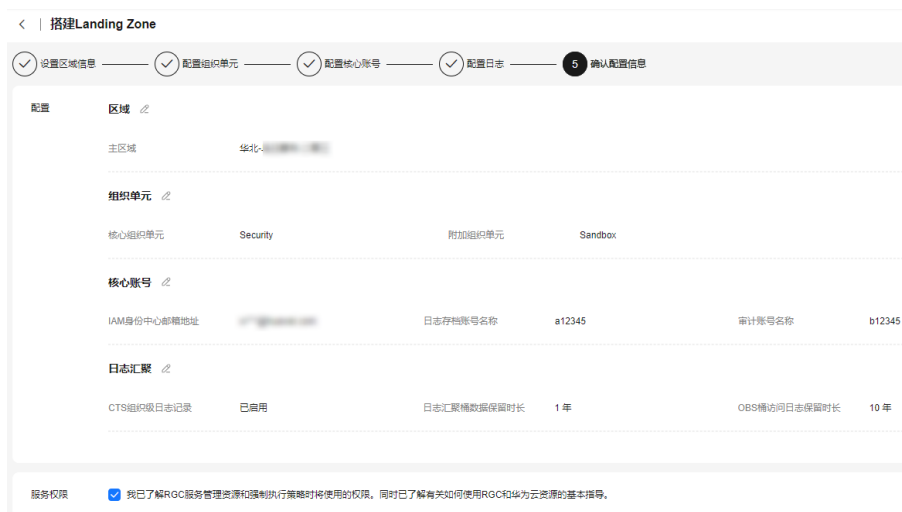 搭建Landing Zone
设置区域信息 配置组织单元 配置核心账号 配置日志 5 确认配置信息
配置 区域
主区域 华北-
组织单元
核心组织单元 Security 附加组织单元 Sandbox
核心账号
IAM身份中心邮箱地址 日志存档账号名称 a12345 审计账号名称 b12345
日志汇聚
CTS组织级日志记录 已启用 日志汇聚桶数据保留时长 1 年 OBS桶访问日志保留时长 10 年
服务权限 我已了解RGC服务管理资源和强制执行策略时将使用的权限。同时已了解有关如何使用RGC和华为云资源的基本指导。